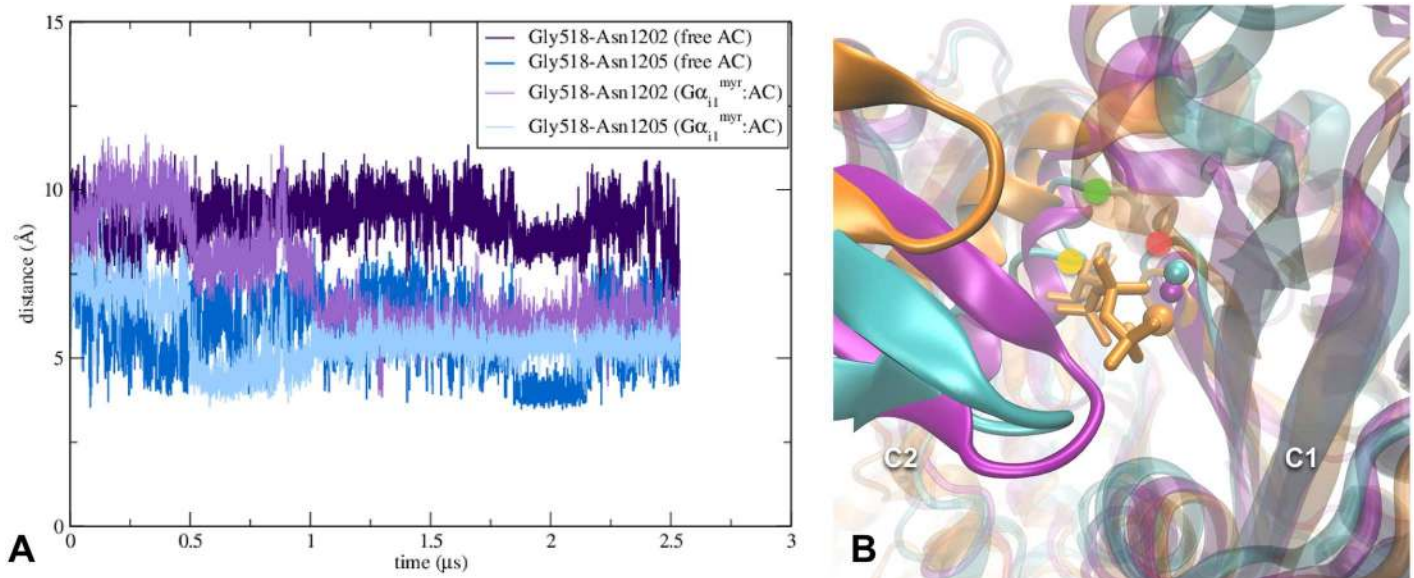 15
10
5
0
distance (Å)
Gly518-Asn1202 (free AC)
Gly518-Asn1205 (free AC)
Gly518-Asn1202 (Gαi1myr:AC)
Gly518-Asn1205 (Gαi1myr:AC)
0 0.5 1 1.5 2 2.5 3
time (μs)
A
C2
C1
B